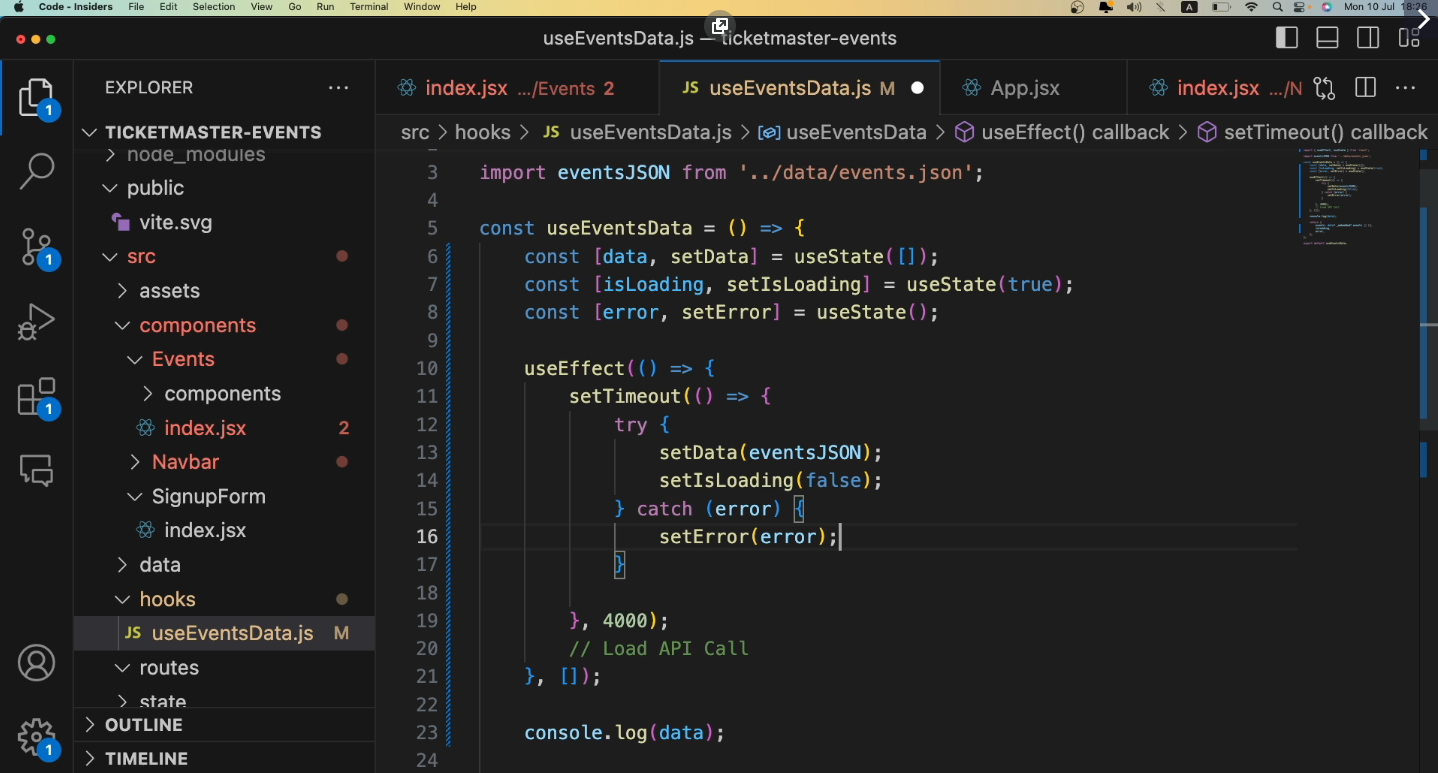 Code - Insiders File Edit Selection View Go Run Terminal Window Help A Mon 10 Jul 18:26
useEventsData.js — ticketmaster-events
EXPLORER
TICKETMASTER-EVENTS
node_modules
public
vite.svg
src
assets
components
Events
components
index.jsx 2
Navbar
SignupForm
index.jsx
data
hooks
JS useEventsData.js M
routes
state
OUTLINE
TIMELINE
1
1
1
1
index.jsx .../Events 2 JS useEventsData.js M App.jsx index.jsx .../N
src > hooks > JS useEventsData.js > useEventsData > useEffect() callback > setTimeout() callback
3 import eventsJSON from '../data/events.json';
4
5 const useEventsData = () => {
6 const [data, setData] = useState([]);
7 const [isLoading, setIsLoading] = useState(true);
8 const [error, setError] = useState();
9
10 useEffect(() => {
11 setTimeout(() => {
12 try {
13 setData(eventsJSON);
14 setIsLoading(false);
15 } catch (error) {
16 setError(error);
17 }
18
19 }, 4000);
20 // Load API Call
21 }, []);
22
23 console.log(data);
24